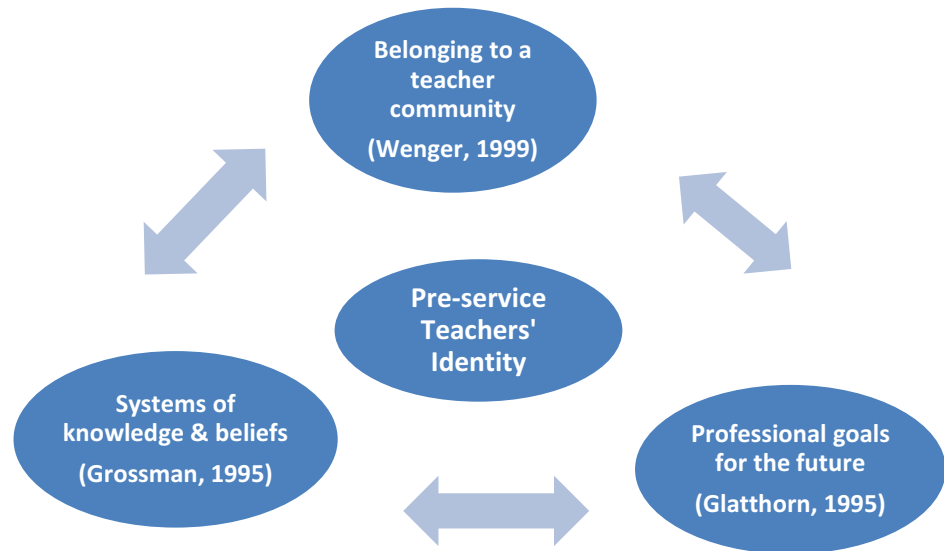 Belonging to a
teacher
community
(Wenger, 1999)
Pre-service
Teachers'
Identity
Systems of
knowledge & beliefs
(Grossman, 1995)
Professional goals
for the future
(Glatthorn, 1995)